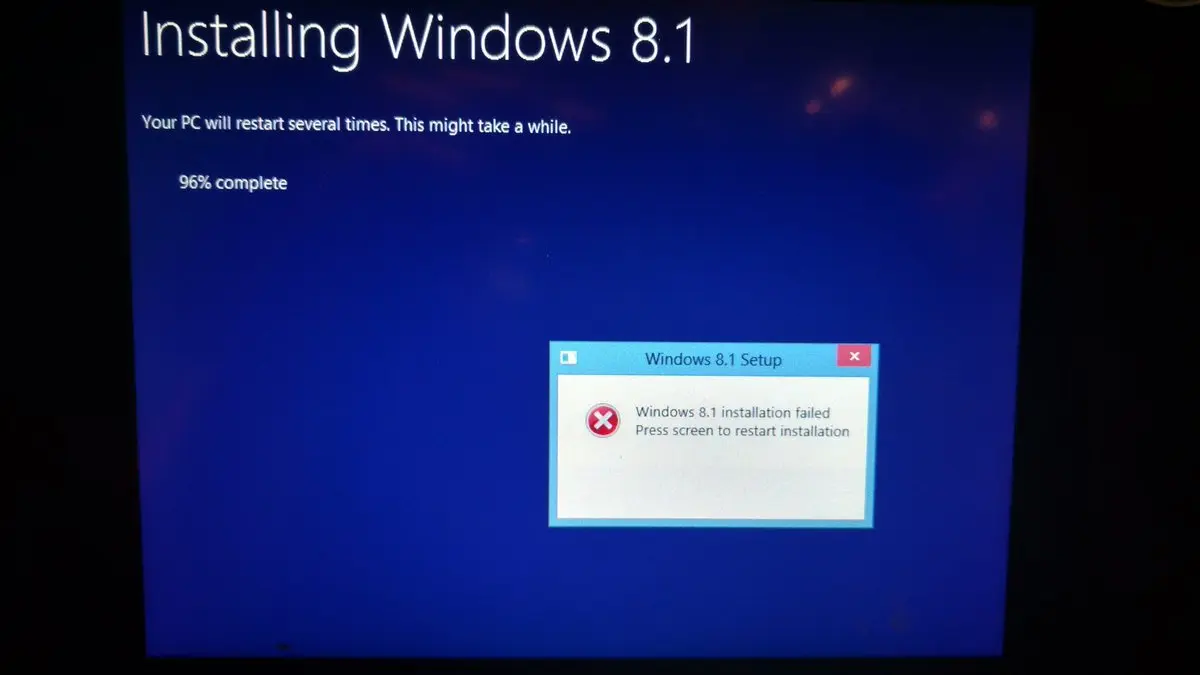 Installing Windows 8.1
Your PC will restart several times. This might take a while.
96% complete
Windows 8.1 Setup
Windows 8.1 installation failed
Press screen to restart installation